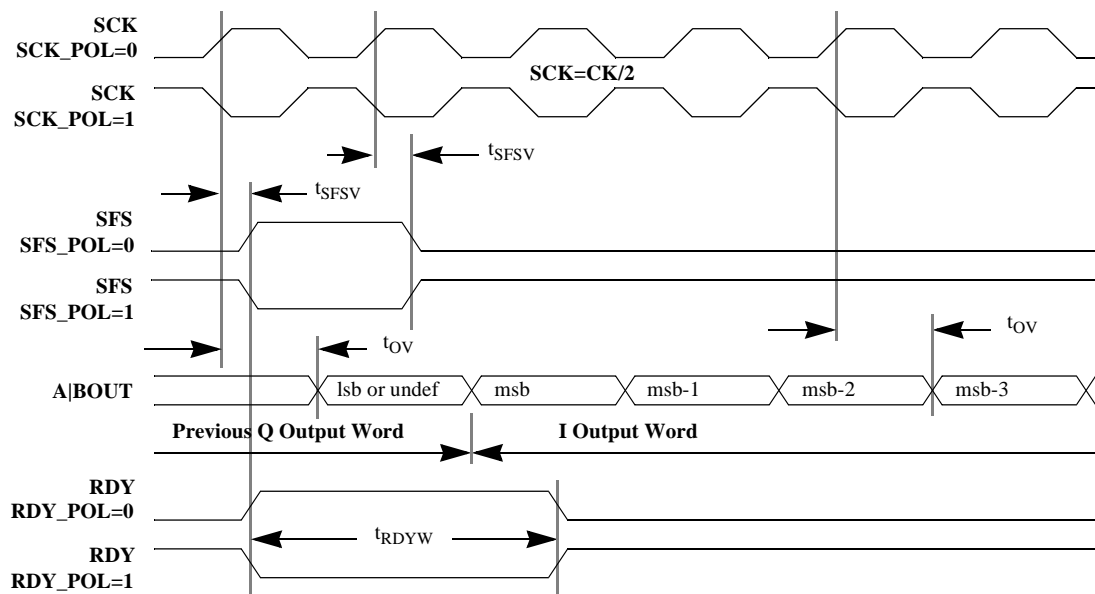 SCK
SCK_POL=0
SCK=CK/2
SCK
SCK_POL=1
tSFSV
tSFSV
SFS
SFS_POL=0
SFS
SFS_POL=1
tOV
tOV
A|BOUT
lsb or undef
msb
msb-1
msb-2
msb-3
Previous Q Output Word
I Output Word
RDY
RDY_POL=0
tRDYW
RDY
RDY_POL=1